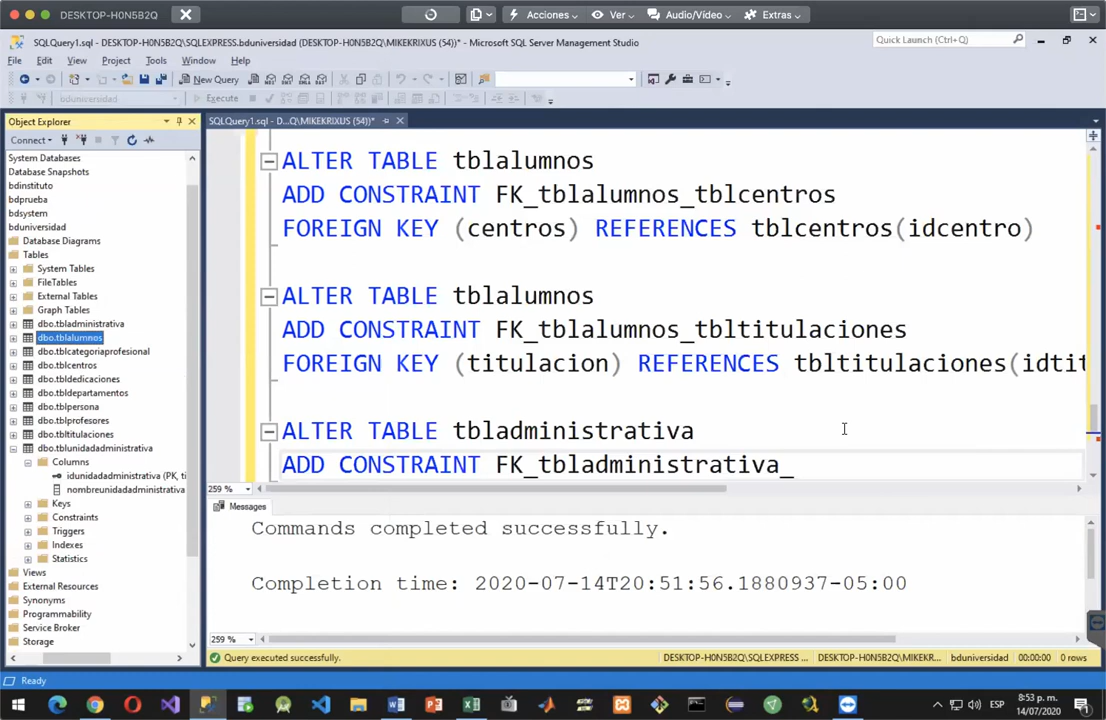 DESKTOP-H0N5B2Q
Acciones
Ver
Audio/Vídeo
Extras
SQLQuery1.sql - DESKTOP-H0N5B2Q\SQLEXPRESS.bduniversidad (DESKTOP-H0N5B2Q\MIKEKRIXUS (54))* - Microsoft SQL Server Management Studio
Quick Launch (Ctrl+Q)
File Edit View Project Tools Window Help
New Query
bduniversidad
Execute
Object Explorer
SQLQuery1.sql - D...Q\MIKEKRIXUS (54))*
Connect
System Databases
Database Snapshots
bdinstituto
bdprueba
bdsystem
bduniversidad
Database Diagrams
Tables
System Tables
FileTables
External Tables
Graph Tables
dbo.tbladministrativa
dbo.tblalumnos
dbo.tblcategoriaprofesional
dbo.tblcentros
dbo.tbldedicaciones
dbo.tbldepartamentos
dbo.tblpersona
dbo.tblprofesores
dbo.tbltitulaciones
dbo.tblunidadadministrativa
Columns
idunidadadministrativa (PK, ti
nombreunidadadministrativa
Keys
Constraints
Triggers
Indexes
Statistics
Views
External Resources
Synonyms
Programmability
Service Broker
Storage
ALTER TABLE tblalumnos
ADD CONSTRAINT FK_tblalumnos_tblcentros
FOREIGN KEY (centros) REFERENCES tblcentros(idcentro)
ALTER TABLE tblalumnos
ADD CONSTRAINT FK_tblalumnos_tbltitulaciones
FOREIGN KEY (titulacion) REFERENCES tbltitulaciones(idtit
ALTER TABLE tbladministrativa
ADD CONSTRAINT FK_tbladministrativa_
259 %
Messages
Commands completed successfully.
Completion time: 2020-07-14T20:51:56.1880937-05:00
259 %
Query executed successfully.
DESKTOP-H0N5B2Q\SQLEXPRESS ...
DESKTOP-H0N5B2Q\MIKEKR...
bduniversidad
00:00:00
0 rows
Ready
ESP
8:53 p. m.
14/07/2020